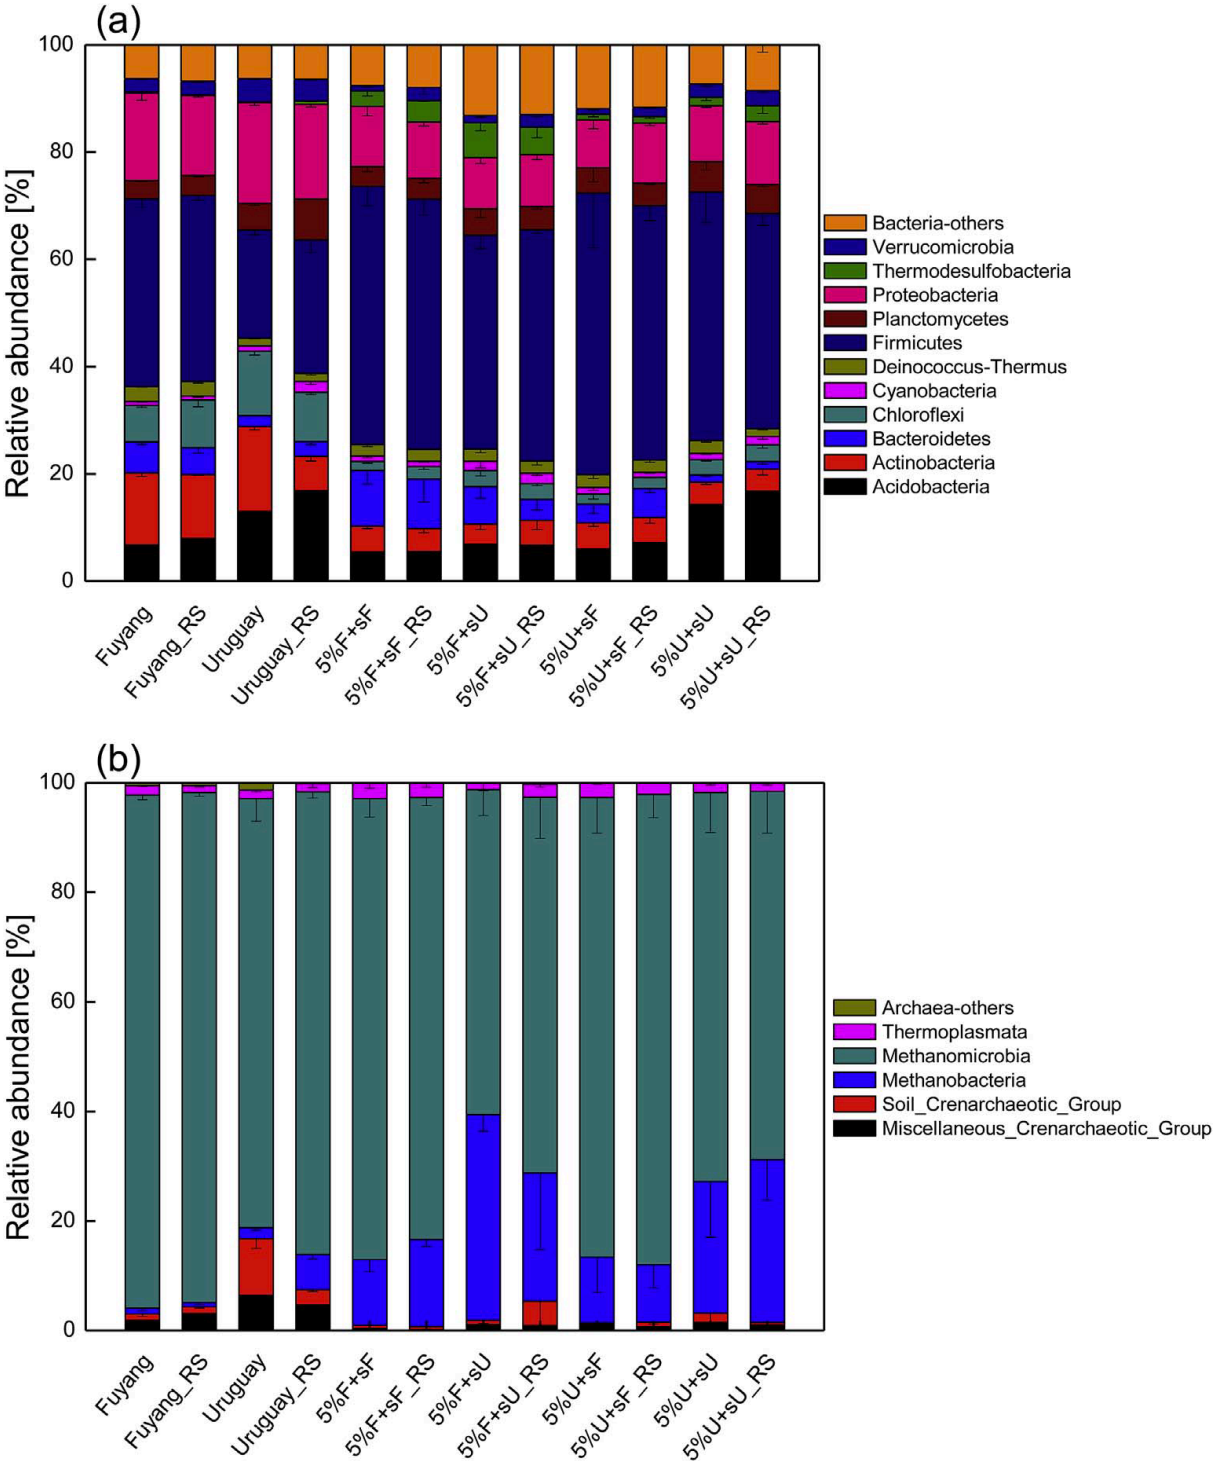 (a)
Relative abundance [%]
100
80
60
40
20
0
Fuyang
Fuyang_RS
Uruguay
Uruguay_RS
5%F+sF
5%F+sF_RS
5%F+sU
5%F+sU_RS
5%U+sF
5%U+sF_RS
5%U+sU
5%U+sU_RS
Bacteria-others
Verrucomicrobia
Thermodesulfobacteria
Proteobacteria
Planctomycetes
Firmicutes
Deinococcus-Thermus
Cyanobacteria
Chloroflexi
Bacteroidetes
Actinobacteria
Acidobacteria
(b)
Relative abundance [%]
100
80
60
40
20
0
Fuyang
Fuyang_RS
Uruguay
Uruguay_RS
5%F+sF
5%F+sF_RS
5%F+sU
5%F+sU_RS
5%U+sF
5%U+sF_RS
5%U+sU
5%U+sU_RS
Archaea-others
Thermoplasmata
Methanomicrobia
Methanobacteria
Soil_Crenarchaeotic_Group
Miscellaneous_Crenarchaeotic_Group